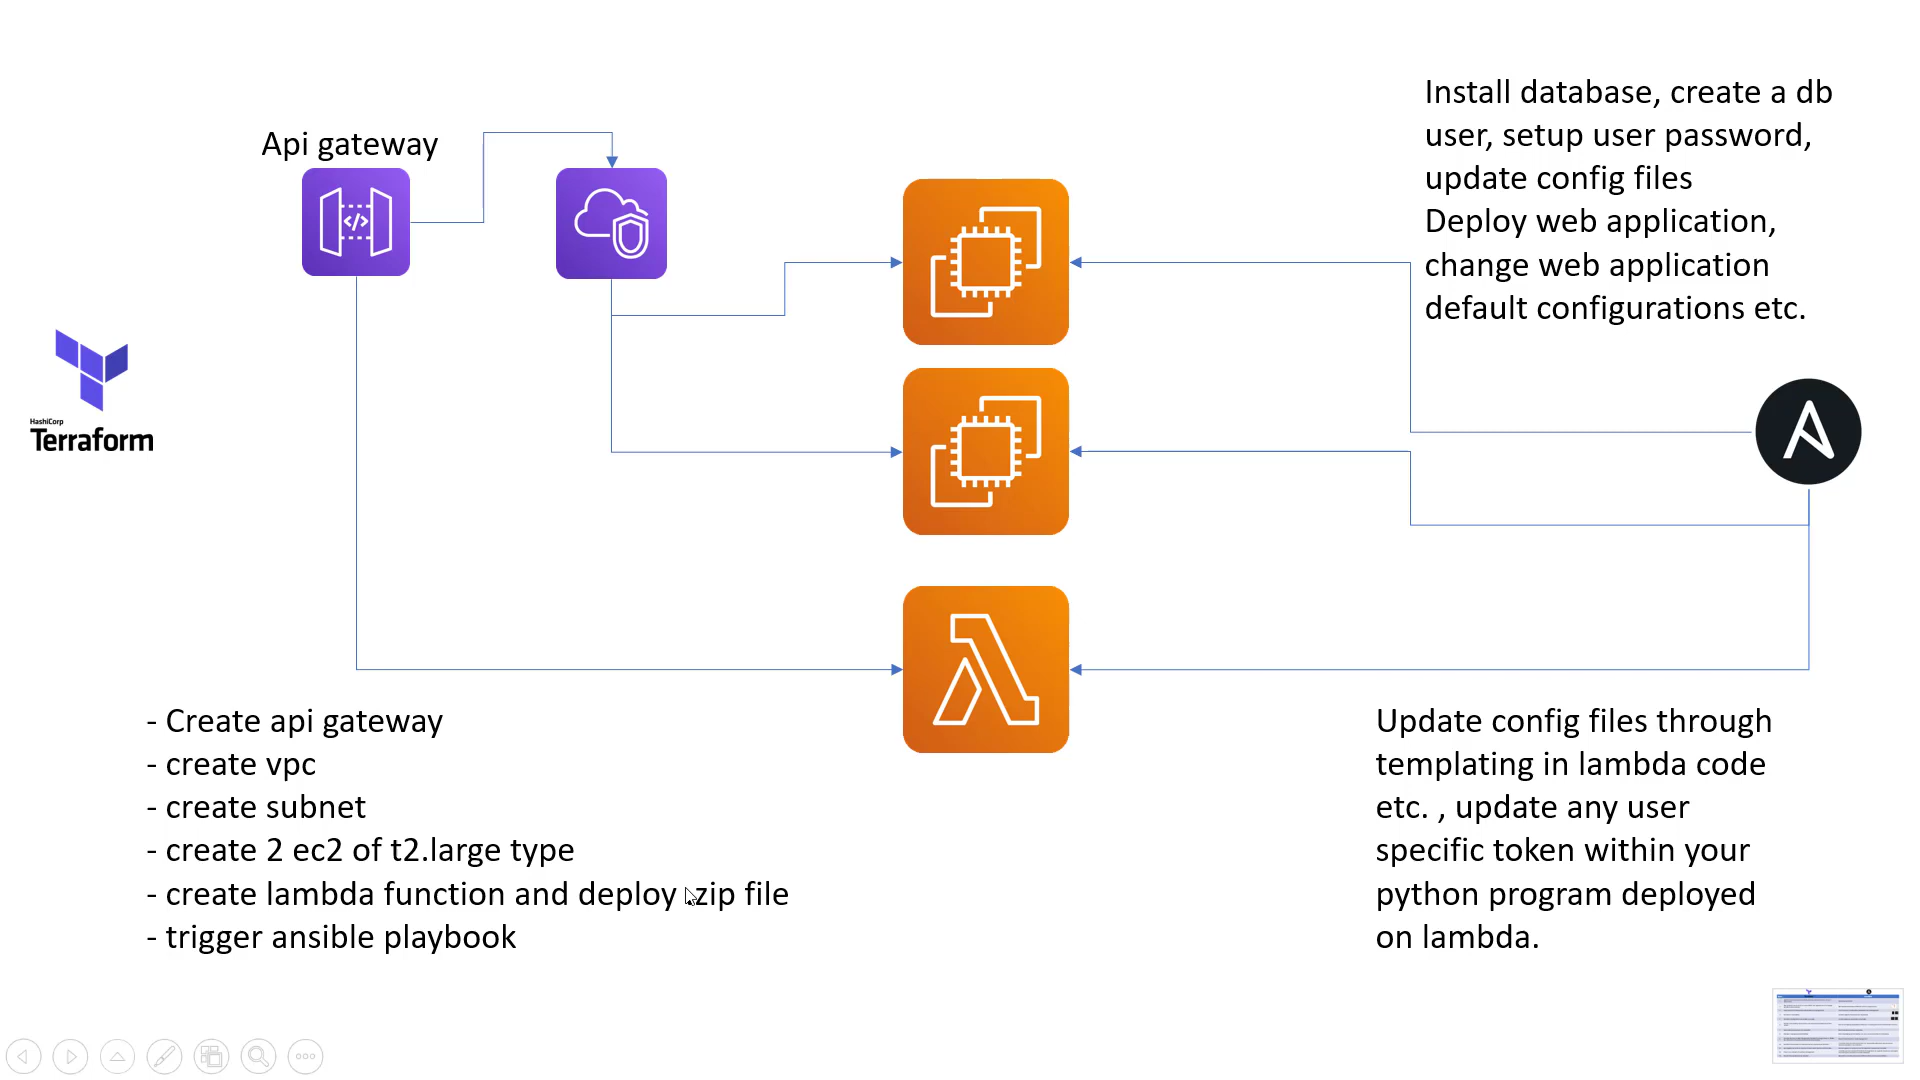 Api gateway
Install database, create a db
user, setup user password,
update config files
Deploy web application,
change web application
default configurations etc.
HashiCorp
Terraform
- Create api gateway
- create vpc
- create subnet
- create 2 ec2 of t2.large type
- create lambda function and deploy zip file
- trigger ansible playbook
Update config files through
templating in lambda code
etc. , update any user
specific token within your
python program deployed
on lambda.